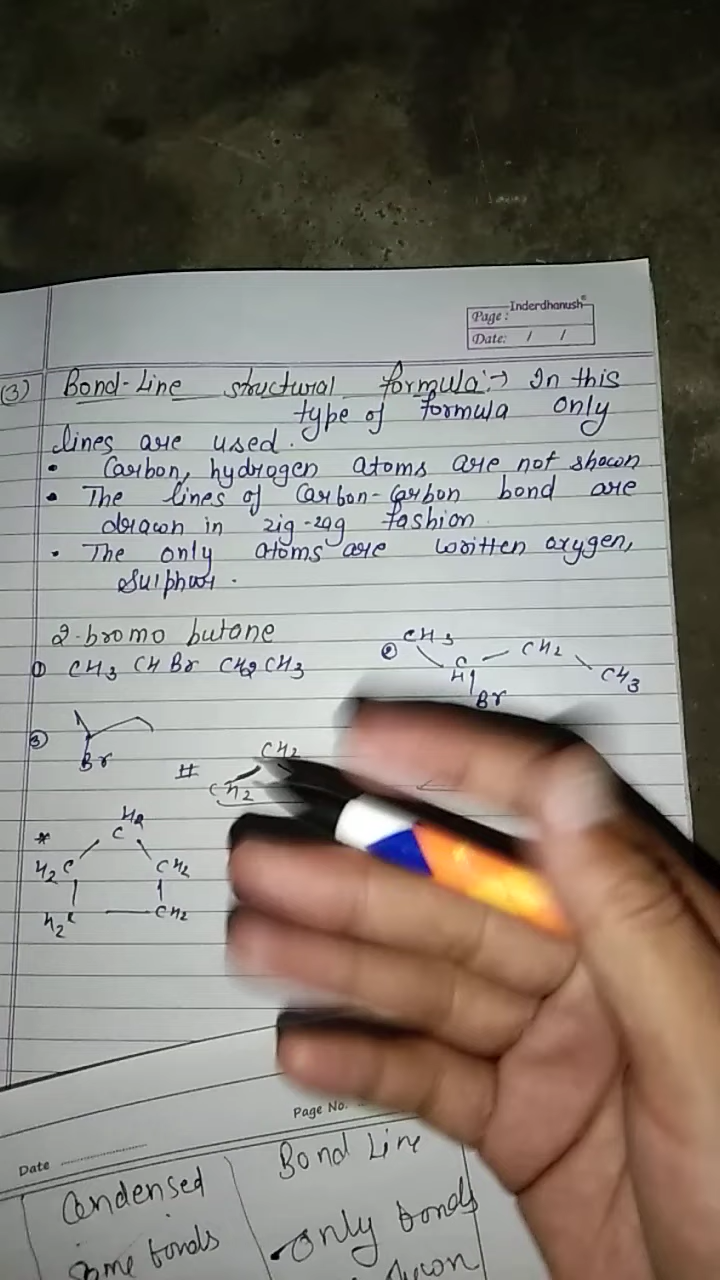 Inderdhanush
Page:
Date: / /
(3) Bond-Line structural formula:→ In this
type of formula only
lines are used.
• Carbon, hydrogen atoms are not shown
• The lines of Carbon-Carbon bond are
drawn in zig-zag fashion
• The only atoms are written oxygen,
Sulphur.
2-bromo butane
① CH3 CH Br CH2 CH3
② CH3 CH2
C
H
CH3
Br
③
Br
# CH2
CH2
* H2
C
H2C CH2
H2C CH2
Page No.
Date
Condensed Bond Line
Some bonds only bonds